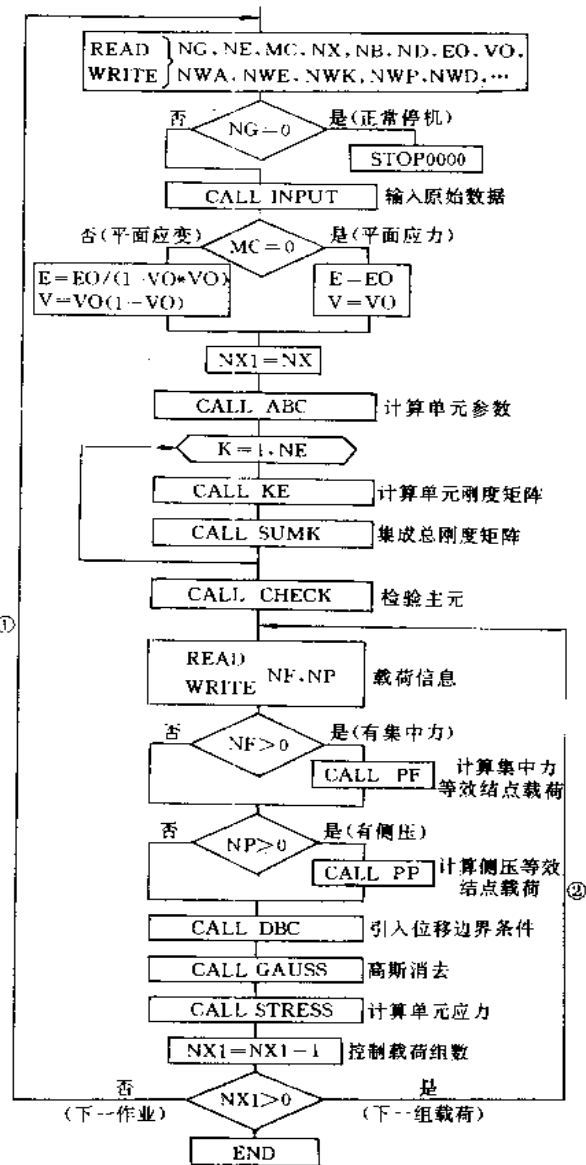 READ WRITE } NG, NE, MC, NX, NB, ND, EO, VO,
NWA, NWE, NWK, NWP, NWD, …
否 NG=0 是(正常停机)
STOP0000
CALL INPUT 输入原始数据
否(平面应变) MC=0 是(平面应力)
E=EO/(1-VO*VO)
V=VO(1-VO)
E=EO
V=VO
NX1=NX
CALL ABC 计算单元参数
K=1,NE
CALL KE 计算单元刚度矩阵
CALL SUMK 集成总刚度矩阵
CALL CHECK 检验主元
①
READ
WRITE NF,NP 载荷信息
否 NF>0 是(有集中力)
CALL PF 计算集中力
等效结点载荷
否 NP>0 是(有侧压)
CALL PP 计算侧压等效
结点载荷
②
CALL DBC 引入位移边界条件
CALL GAUSS 高斯消去
CALL STRESS 计算单元应力
NX1=NX1-1 控制载荷组数
否 NX1>0 是
(下一作业) (下一组载荷)
END